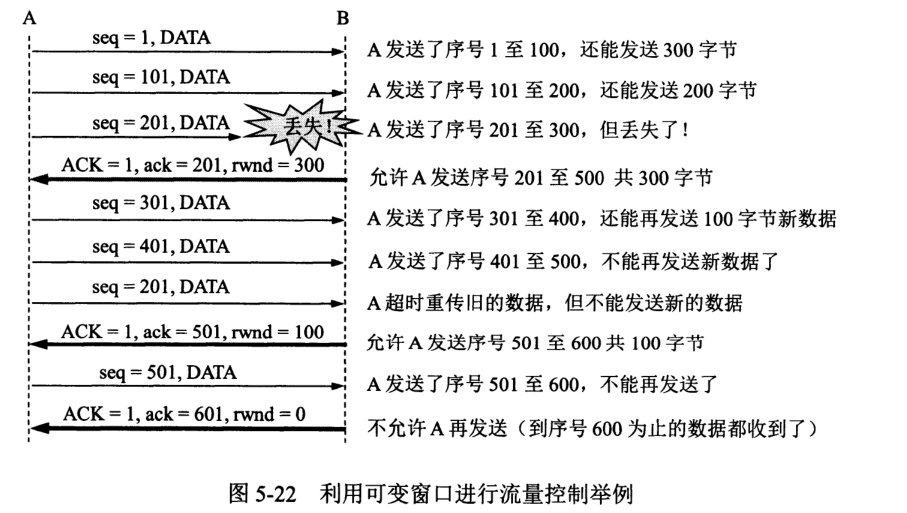 A B
seq = 1, DATA A 发送了序号 1 至 100，还能发送 300 字节
seq = 101, DATA A 发送了序号 101 至 200，还能发送 200 字节
seq = 201, DATA 丢失! A 发送了序号 201 至 300，但丢失了!
ACK = 1, ack = 201, rwnd = 300 允许 A 发送序号 201 至 500 共 300 字节
seq = 301, DATA A 发送了序号 301 至 400，还能再发送 100 字节新数据
seq = 401, DATA A 发送了序号 401 至 500，不能再发送新数据了
seq = 201, DATA A 超时重传旧的数据，但不能发送新的数据
ACK = 1, ack = 501, rwnd = 100 允许 A 发送序号 501 至 600 共 100 字节
seq = 501, DATA A 发送了序号 501 至 600，不能再发送了
ACK = 1, ack = 601, rwnd = 0 不允许 A 再发送（到序号 600 为止的数据都收到了）
图 5-22 利用可变窗口进行流量控制举例